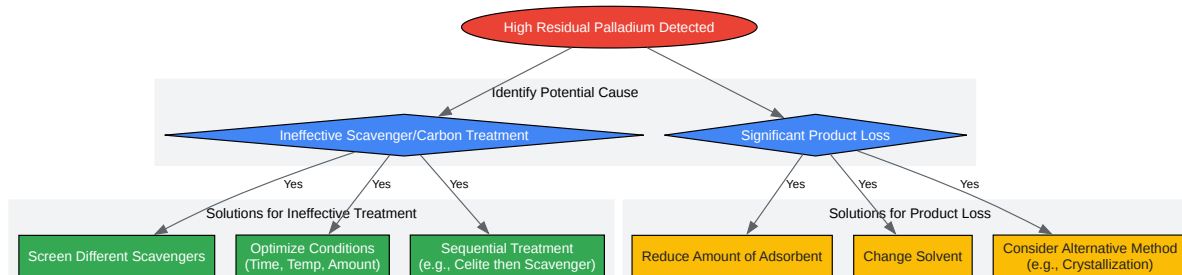 High Residual Palladium Detected
Identify Potential Cause
Ineffective Scavenger/Carbon Treatment
Significant Product Loss
Yes
Yes
Yes
Yes
Yes
Yes
Solutions for Ineffective Treatment
Solutions for Product Loss
Screen Different Scavengers
Optimize Conditions
(Time, Temp, Amount)
Sequential Treatment
(e.g., Celite then Scavenger)
Reduce Amount of Adsorbent
Change Solvent
Consider Alternative Method
(e.g., Crystallization)